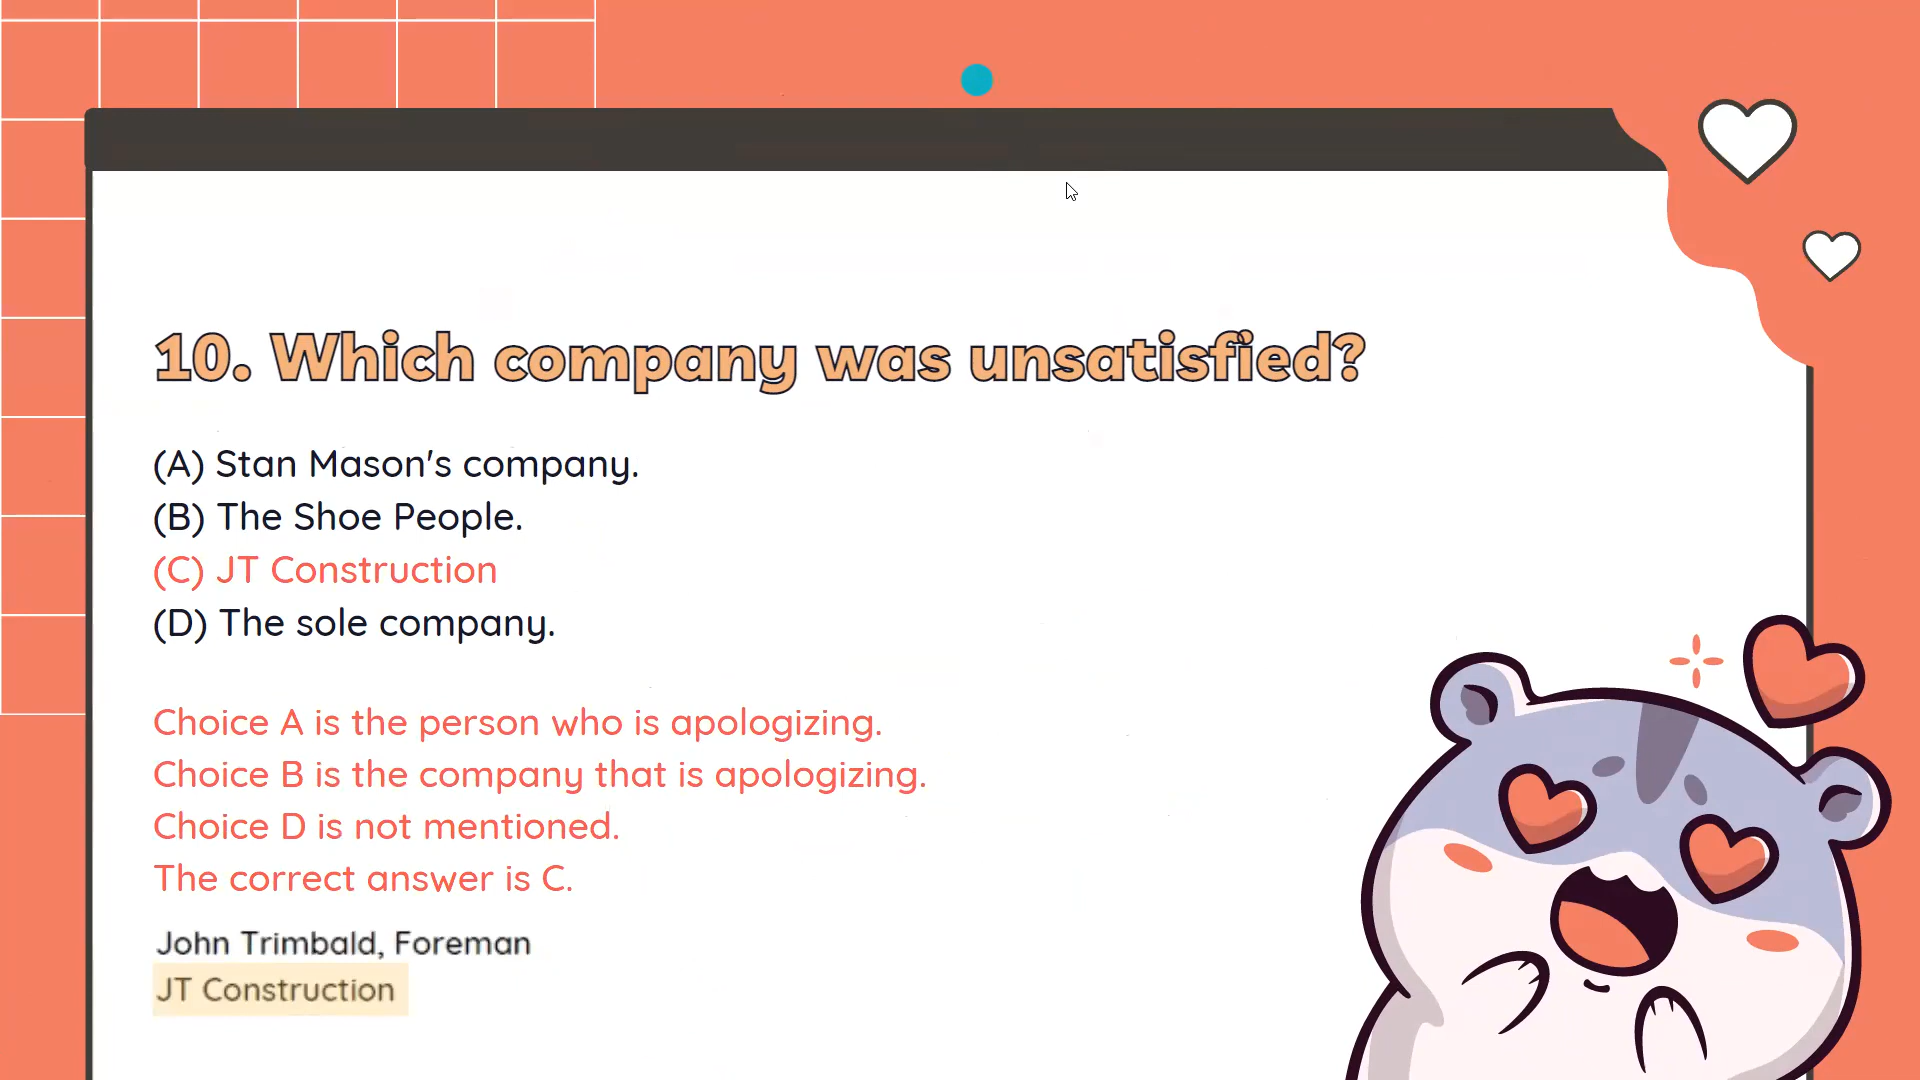 10. Which company was unsatisfied?
(A) Stan Mason's company.
(B) The Shoe People.
(C) JT Construction
(D) The sole company.
Choice A is the person who is apologizing.
Choice B is the company that is apologizing.
Choice D is not mentioned.
The correct answer is C.
John Trimbald, Foreman
JT Construction